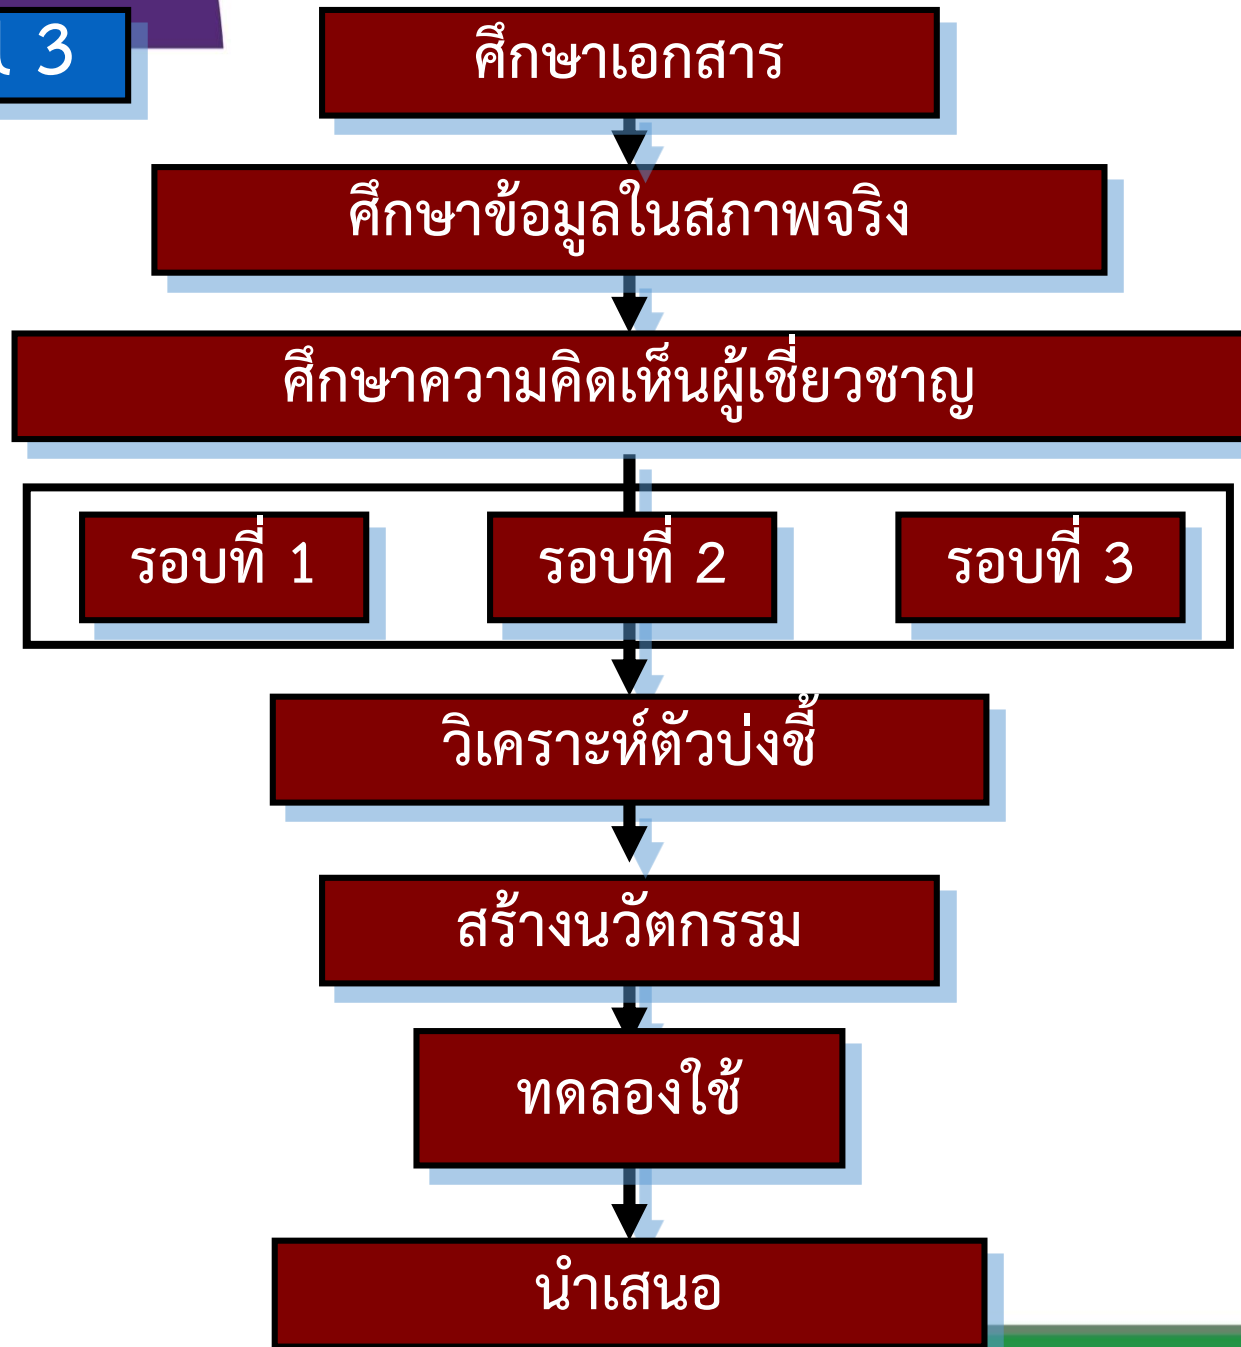 3
ศึกษาเอกสาร
ศึกษาข้อมูลในสภาพจริง
ศึกษาความคิดเห็นผู้เชี่ยวชาญ
รอบที่ 1 รอบที่ 2 รอบที่ 3
วิเคราะห์ตัวบ่งชี้
สร้างนวัตกรรม
ทดลองใช้
นำเสนอ